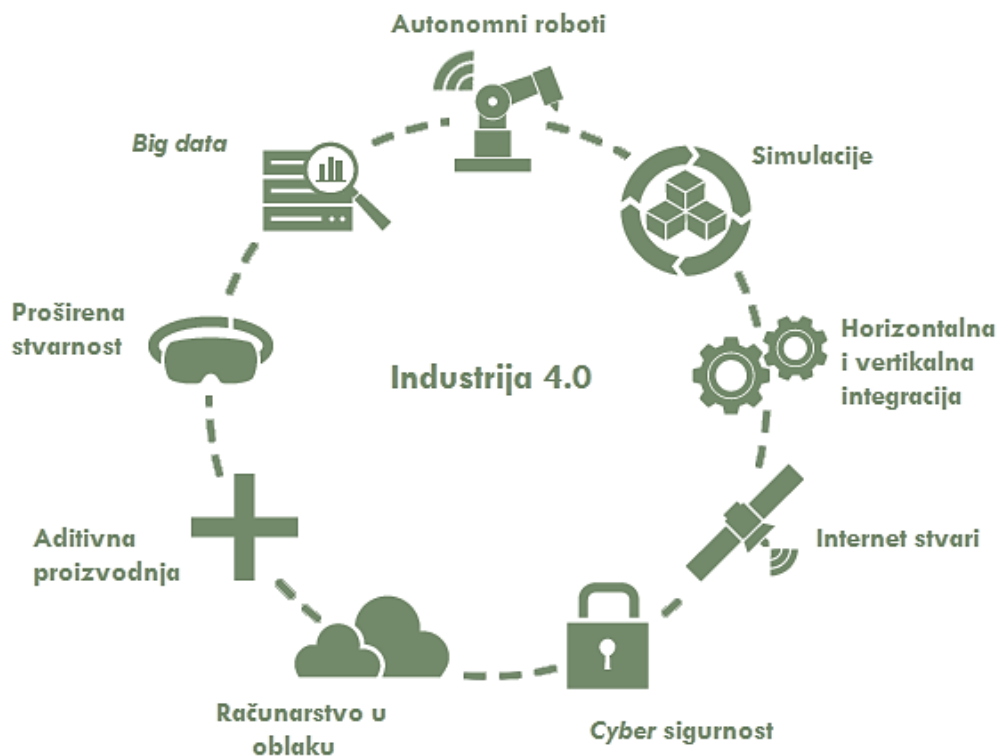 Autonomni roboti
Big data
Simulacije
Proširena
stvarnost
Industrija 4.0
Horizontalna
i vertikalna
integracija
Aditivna
proizvodnja
Internet stvari
Računarstvo u
oblaku
Cyber sigurnost